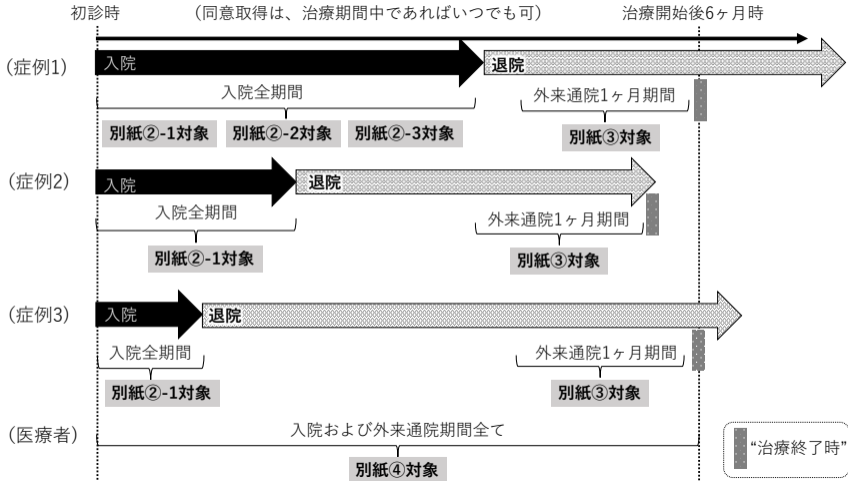 初診時
(同意取得は、治療期間中であればいつでも可)
治療開始後6ヶ月時
(症例1)
入院
退院
入院全期間
外来通院1ヶ月期間
別紙②-1対象
別紙②-2対象
別紙②-3対象
別紙③対象
(症例2)
入院
退院
入院全期間
外来通院1ヶ月期間
別紙②-1対象
別紙③対象
(症例3)
入院
退院
入院全期間
外来通院1ヶ月期間
別紙②-1対象
別紙③対象
(医療者)
入院および外来通院期間全て
別紙④対象
“治療終了時”